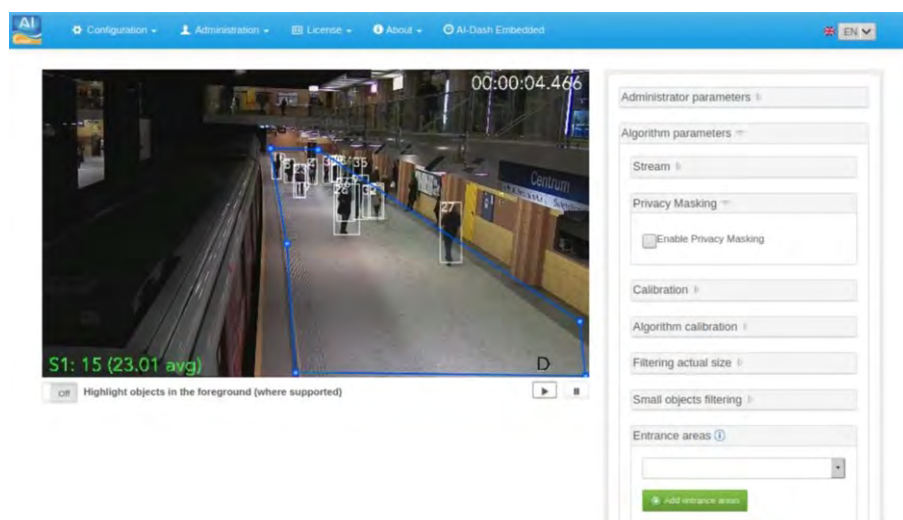 AI
Configuration
Administration
License
About
AI-Dash Embedded
EN
00:00:04.466
35
27
Centrum
S1: 15 (23.01 avg)
D
Off
Highlight objects in the foreground (where supported)
Administrator parameters
Algorithm parameters
Stream
Privacy Masking
Enable Privacy Masking
Calibration
Algorithm calibration
Filtering actual size
Small objects filtering
Entrance areas
Add entrance areas